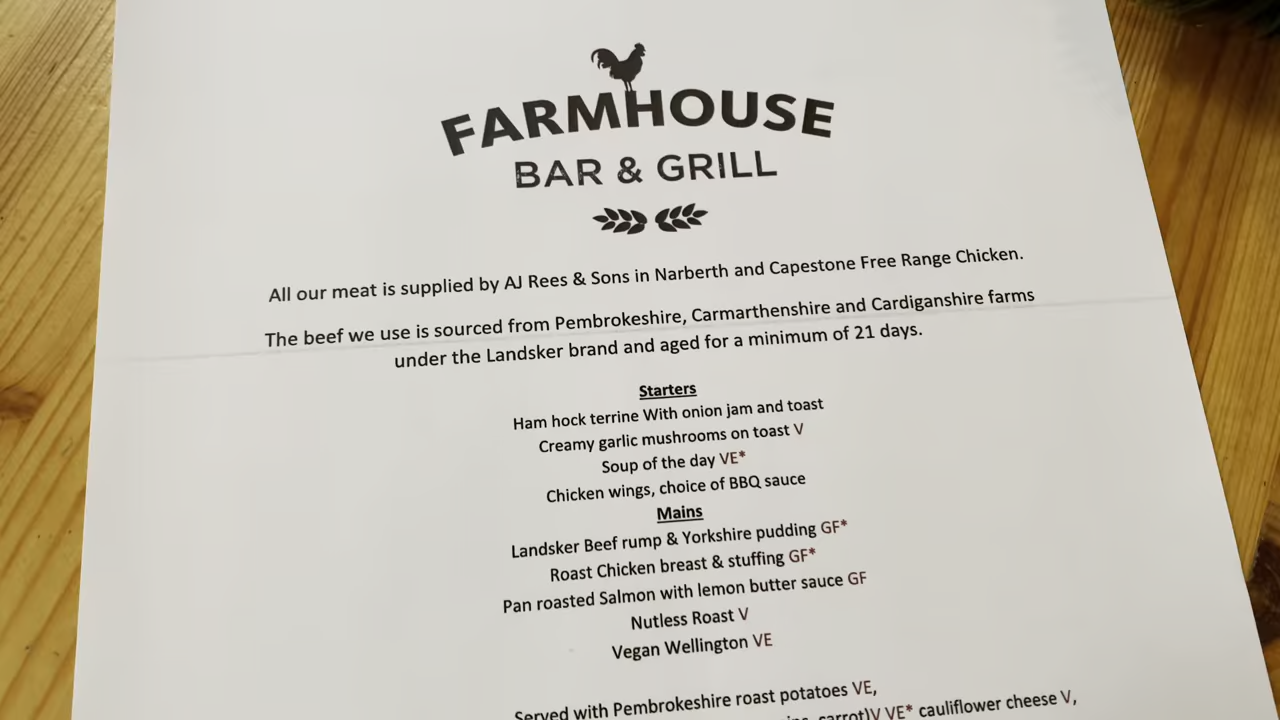 FARMHOUSE
BAR & GRILL
All our meat is supplied by AJ Rees & Sons in Narberth and Capestone Free Range Chicken.
The beef we use is sourced from Pembrokeshire, Carmarthenshire and Cardiganshire farms
under the Landsker brand and aged for a minimum of 21 days.
Starters
Ham hock terrine With onion jam and toast
Creamy garlic mushrooms on toast V
Soup of the day VE*
Chicken wings, choice of BBQ sauce
Mains
Landsker Beef rump & Yorkshire pudding GF*
Roast Chicken breast & stuffing GF*
Pan roasted Salmon with lemon butter sauce GF
Nutless Roast V
Vegan Wellington VE
Served with Pembrokeshire roast potatoes VE,
carrot)V VE* cauliflower cheese V,